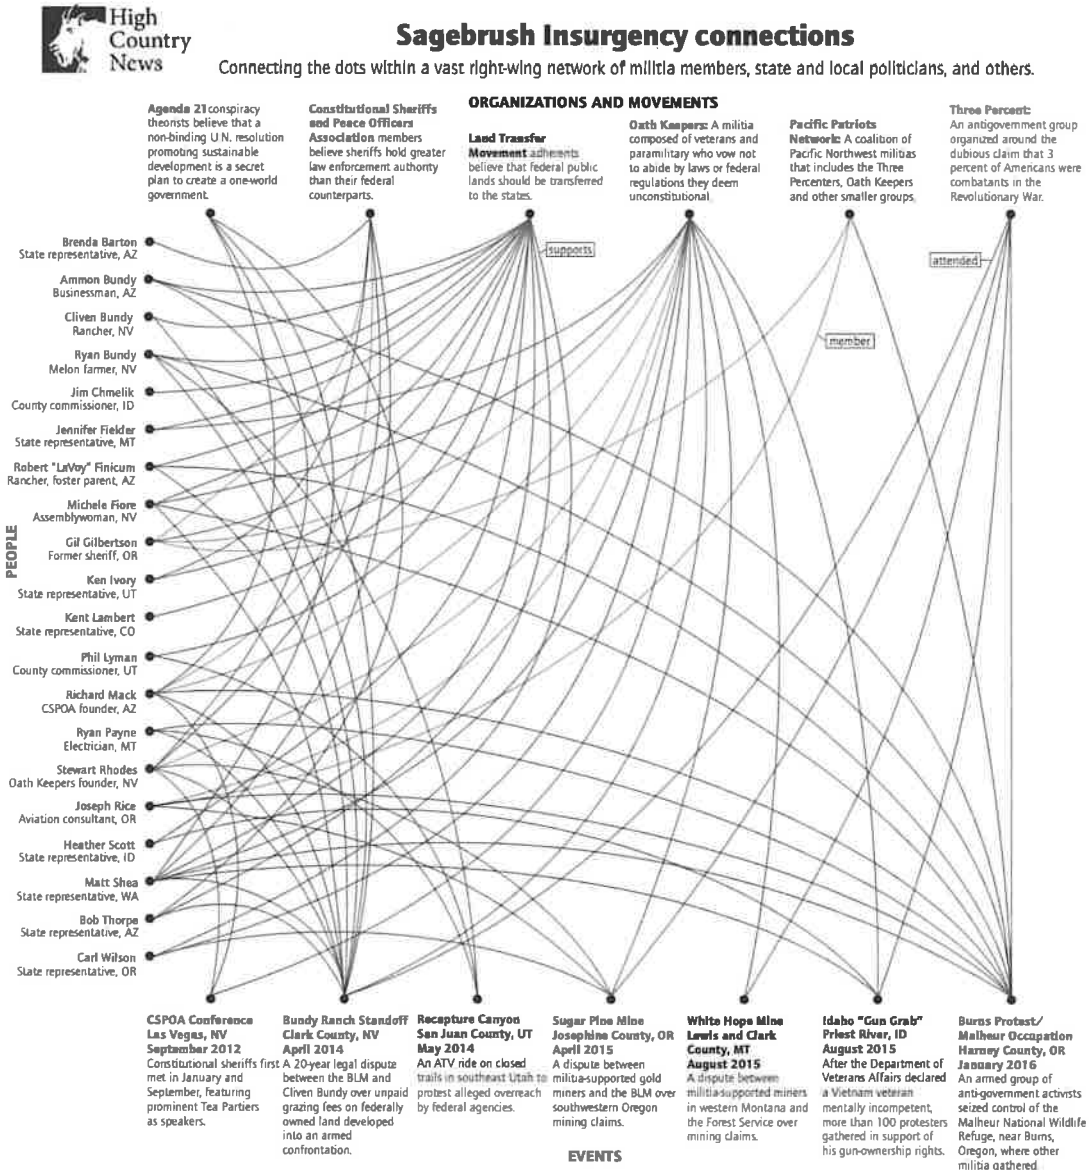 High
Country
News
Sagebrush Insurgency connections
Connecting the dots within a vast right-wing network of militia members, state and local politicians, and others.
ORGANIZATIONS AND MOVEMENTS
Agenda 21 conspiracy
theorists believe that a
non-binding U.N. resolution
promoting sustainable
development is a secret
plan to create a one-world
government.
Constitutional Sheriffs
and Peace Officers
Association members
believe sheriffs hold greater
law enforcement authority
than their federal
counterparts.
Land Transfer
Movement adherents
believe that federal public
lands should be transferred
to the states.
Oath Keepers: A militia
composed of veterans and
paramilitary who vow not
to abide by laws or federal
regulations they deem
unconstitutional.
Pacific Patriots
Network: A coalition of
Pacific Northwest militias
that includes the Three
Percenters, Oath Keepers
and other smaller groups.
Three Percent:
An antigovernment group
organized around the
dubious claim that 3
percent of Americans were
combatants in the
Revolutionary War.
supports
attended
member
PEOPLE
Brenda Barton
State representative, AZ
Ammon Bundy
Businessman, AZ
Cliven Bundy
Rancher, NV
Ryan Bundy
Melon farmer, NV
Jim Chmelik
County commissioner, ID
Jennifer Fielder
State representative, MT
Robert "LaVoy" Finicum
Rancher, foster parent, AZ
Michele Fiore
Assemblywoman, NV
Gil Gilbertson
Former sheriff, OR
Ken Ivory
State representative, UT
Kent Lambert
State representative, CO
Phil Lyman
County commissioner, UT
Richard Mack
CSPOA founder, AZ
Ryan Payne
Electrician, MT
Stewart Rhodes
Oath Keepers founder, NV
Joseph Rice
Aviation consultant, OR
Heather Scott
State representative, ID
Matt Shea
State representative, WA
Bob Thorpe
State representative, AZ
Carl Wilson
State representative, OR
CSPOA Conference
Las Vegas, NV
September 2012
Constitutional sheriffs first
met in January and
September, featuring
prominent Tea Partiers
as speakers.
Bundy Ranch Standoff
Clark County, NV
April 2014
A 20-year legal dispute
between the BLM and
Cliven Bundy over unpaid
grazing fees on federally
owned land developed
into an armed
confrontation.
Recapture Canyon
San Juan County, UT
May 2014
An ATV ride on closed
trails in southeast Utah to
protest alleged overreach
by federal agencies.
Sugar Pine Mine
Josephine County, OR
April 2015
A dispute between
militia-supported gold
miners and the BLM over
southwestern Oregon
mining claims.
White Hope Mine
Lewis and Clark
County, MT
August 2015
A dispute between
militia-supported miners
in western Montana and
the Forest Service over
mining claims.
Idaho "Gun Grab"
Priest River, ID
August 2015
After the Department of
Veterans Affairs declared
a Vietnam veteran
mentally incompetent,
more than 100 protesters
gathered in support of
his gun-ownership rights.
Burns Protest/
Malheur Occupation
Harney County, OR
January 2016
An armed group of
anti-government activists
seized control of the
Malheur National Wildlife
Refuge, near Burns,
Oregon, where other
militia gathered.
EVENTS